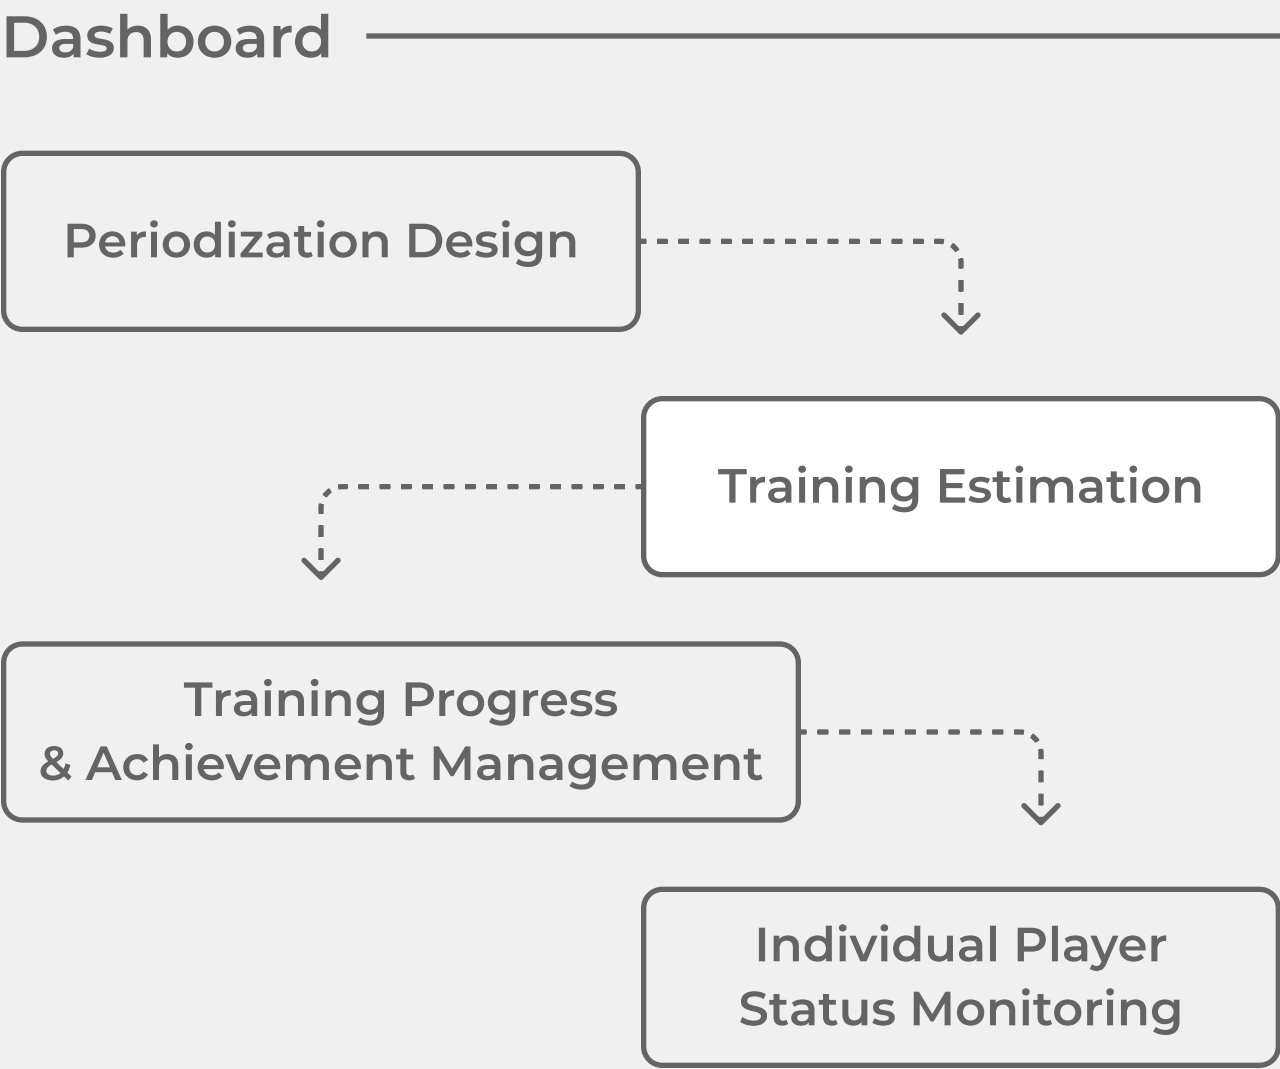 Dashboard
Periodization Design
Training Estimation
Training Progress
& Achievement Management
Individual Player
Status Monitoring